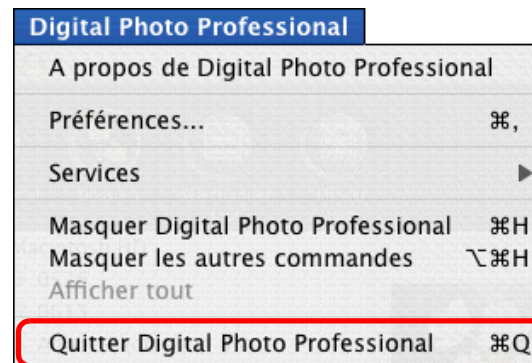 Digital Photo Professional
A propos de Digital Photo Professional
Préférences... ⌘,
Services ▶
Masquer Digital Photo Professional ⌘H
Masquer les autres commandes ⌥⌘H
Afficher tout
Quitter Digital Photo Professional ⌘Q